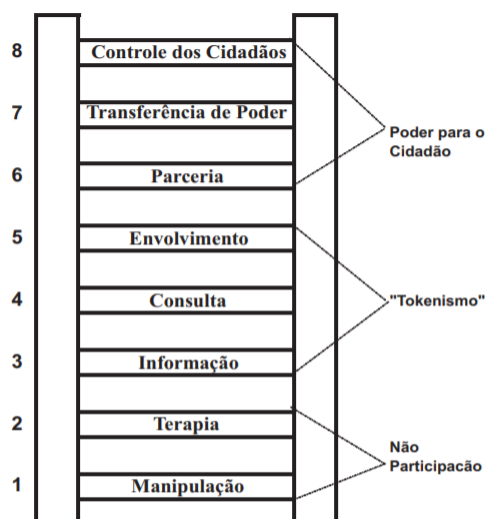 8 Controle dos Cidadãos
7 Transferência de Poder
Poder para o
Cidadão
6 Parceria
5 Envolvimento
4 Consulta
"Tokenismo"
3 Informação
2 Terapia
Não
Participacão
1 Manipulação